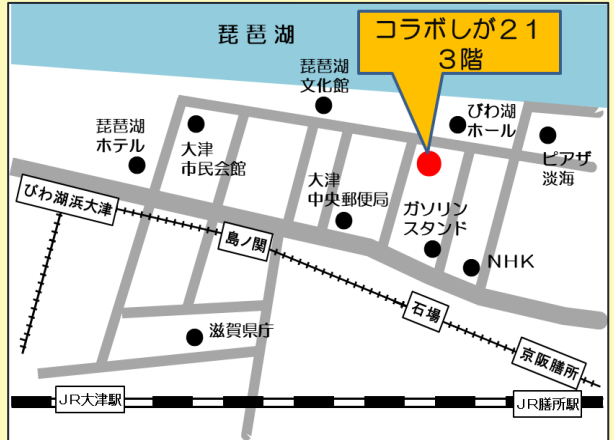 琵琶湖
コラボしが２１
３階
琵琶湖
文化館
びわ湖
ホール
琵琶湖
ホテル
大津
市民会館
ピアザ
淡海
大津
中央郵便局
ガソリン
スタンド
びわ湖浜大津
島ノ関
NHK
石場
滋賀県庁
京阪膳所
JR大津駅
JR膳所駅